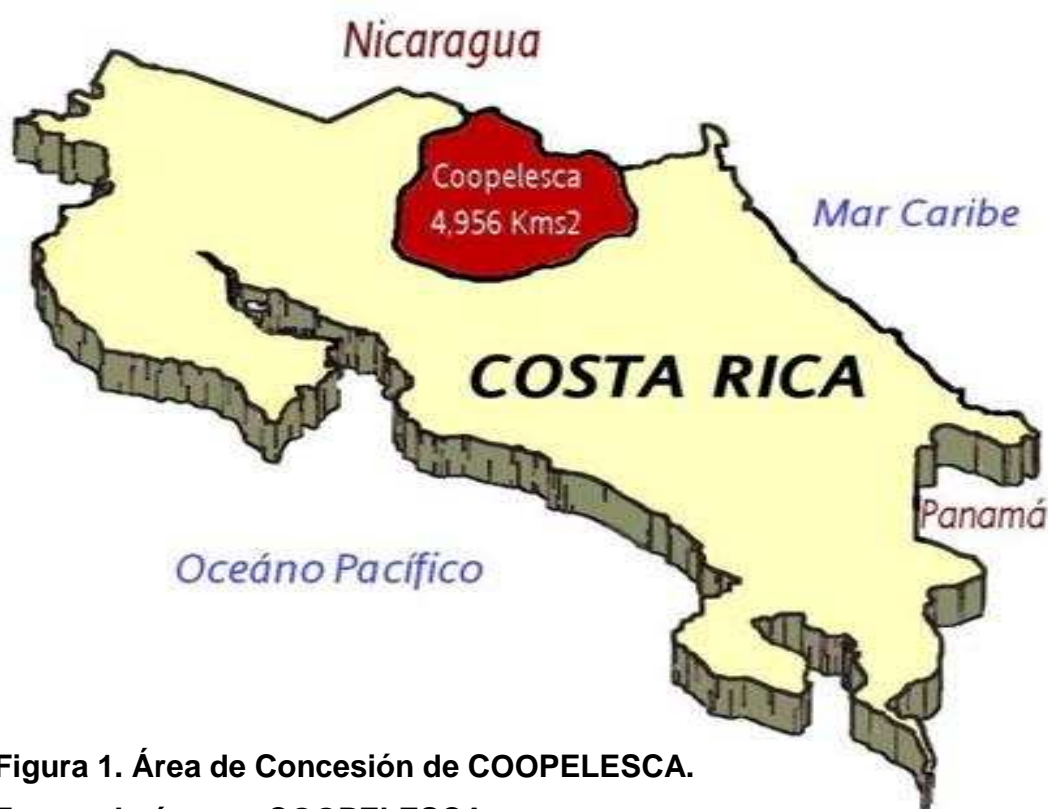 Nicaragua
Coopelesca
4,956 Kms2
Mar Caribe
COSTA RICA
Panamá
Oceáno Pacífico
Figura 1. Área de Concesión de COOPELESCA.